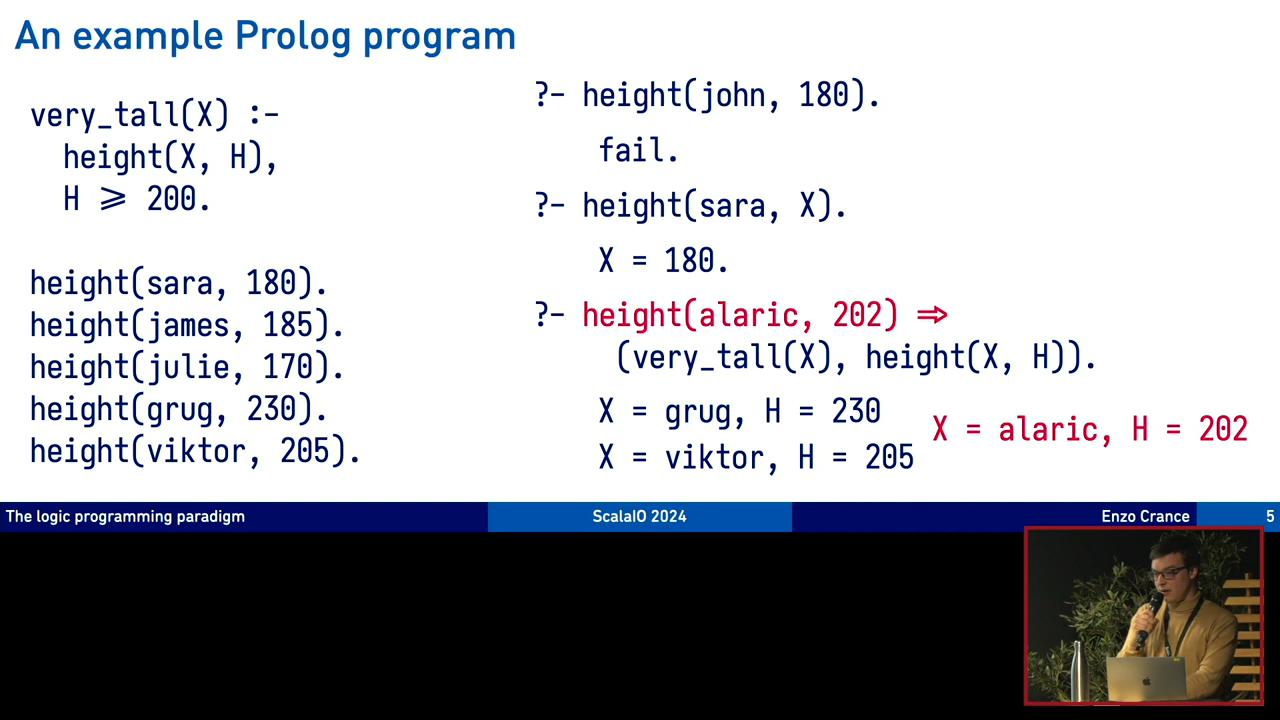 An example Prolog program
very_tall(X) :-
height(X, H),
H ⩾ 200.
height(sara, 180).
height(james, 185).
height(julie, 170).
height(grug, 230).
height(viktor, 205).
?- height(john, 180).
fail.
?- height(sara, X).
X = 180.
?- height(alaric, 202) ⇒
(very_tall(X), height(X, H)).
X = grug, H = 230
X = viktor, H = 205
X = alaric, H = 202
The logic programming paradigm
ScalaIO 2024
Enzo Crance
5